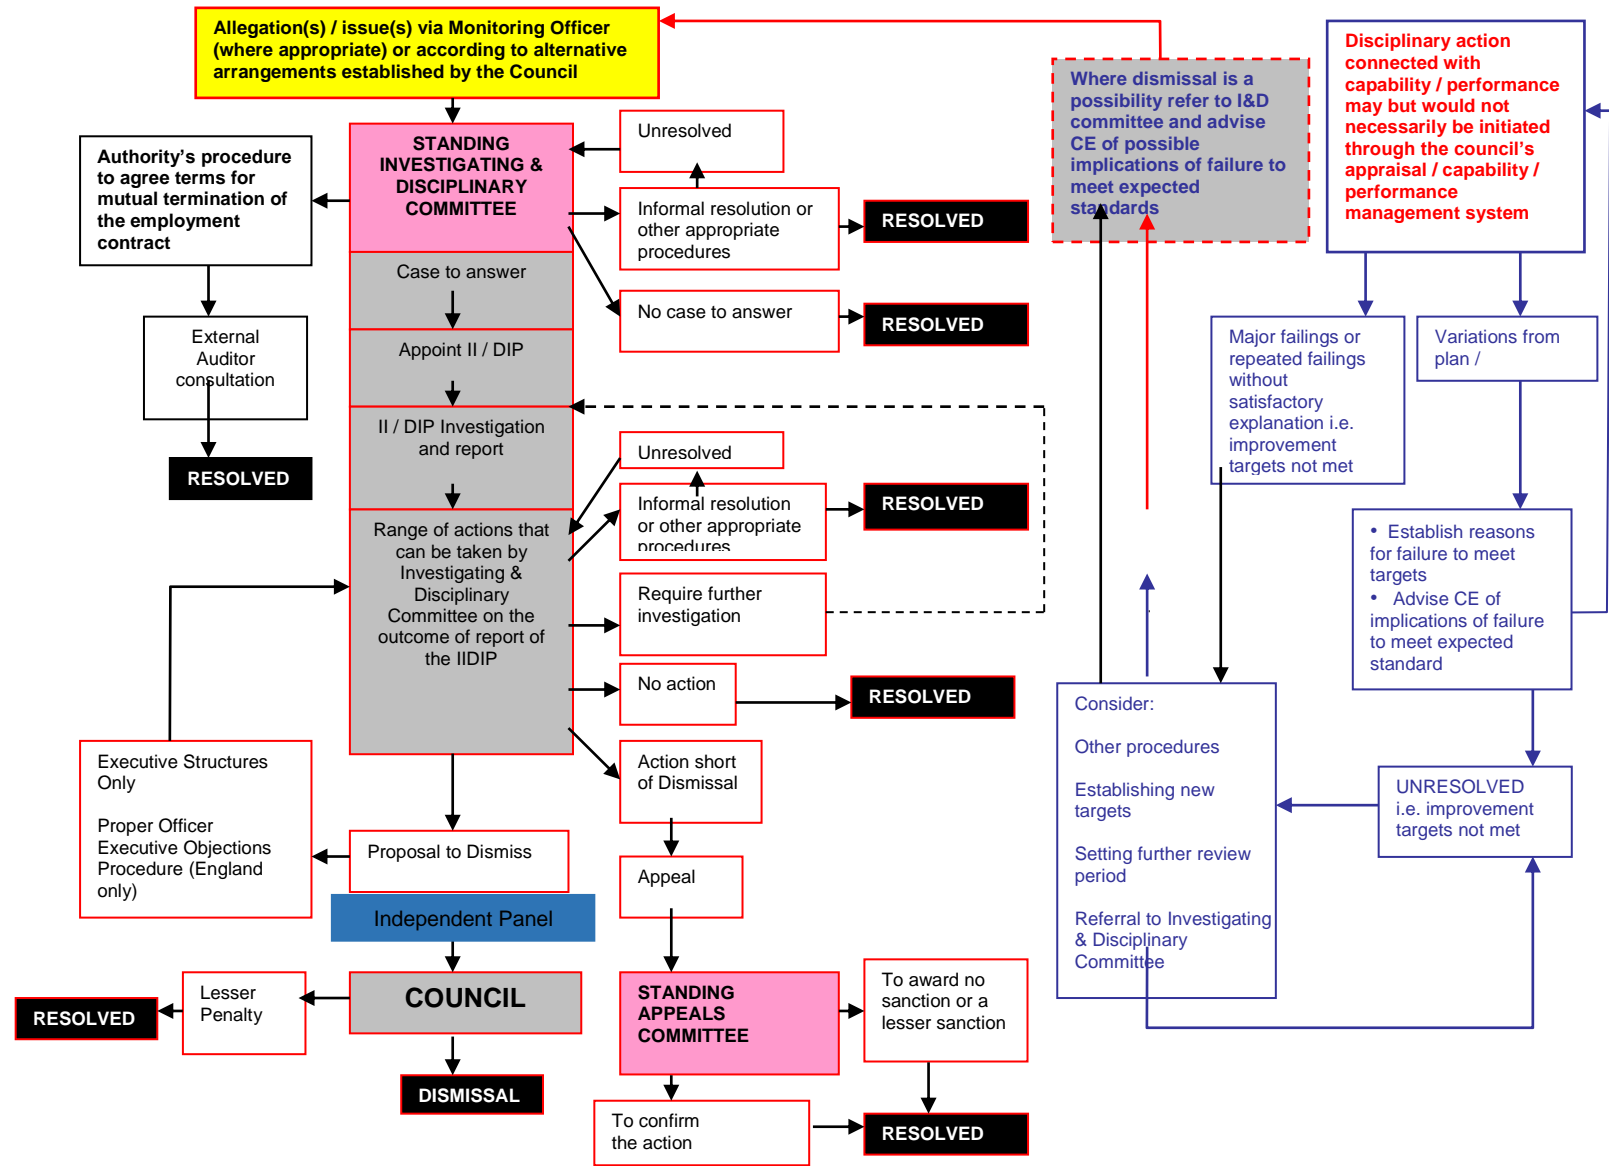 Allegation(s) / issue(s) via Monitoring Officer
(where appropriate) or according to alternative
arrangements established by the Council
Authority's procedure
to agree terms for
mutual termination of
the employment
contract
External
Auditor
consultation
RESOLVED
STANDING
INVESTIGATING &
DISCIPLINARY
COMMITTEE
Unresolved
Informal resolution or
other appropriate
procedures
RESOLVED
No case to answer
RESOLVED
Case to answer
Appoint II / DIP
II / DIP Investigation
and report
Range of actions that
can be taken by
Investigating &
Disciplinary
Committee on the
outcome of report of
the IIDIP
Unresolved
Informal resolution
or other appropriate
procedures
RESOLVED
Require further
investigation
No action
RESOLVED
Action short
of Dismissal
Appeal
STANDING
APPEALS
COMMITTEE
To award no
sanction or a
lesser sanction
To confirm
the action
RESOLVED
Executive Structures
Only
Proper Officer
Executive Objections
Procedure (England
only)
Proposal to Dismiss
Independent Panel
COUNCIL
Lesser
Penalty
RESOLVED
DISMISSAL
Where dismissal is a
possibility refer to I&D
committee and advise
CE of possible
implications of failure to
meet expected
standards
Disciplinary action
connected with
capability / performance
may but would not
necessarily be initiated
through the council's
appraisal / capability /
performance
management system
Major failings or
repeated failings
without
satisfactory
explanation i.e.
improvement
targets not met
Variations from
plan /
• Establish reasons
for failure to meet
targets
• Advise CE of
implications of failure
to meet expected
standard
UNRESOLVED
i.e. improvement
targets not met
Consider:
Other procedures
Establishing new
targets
Setting further review
period
Referral to Investigating
& Disciplinary
Committee